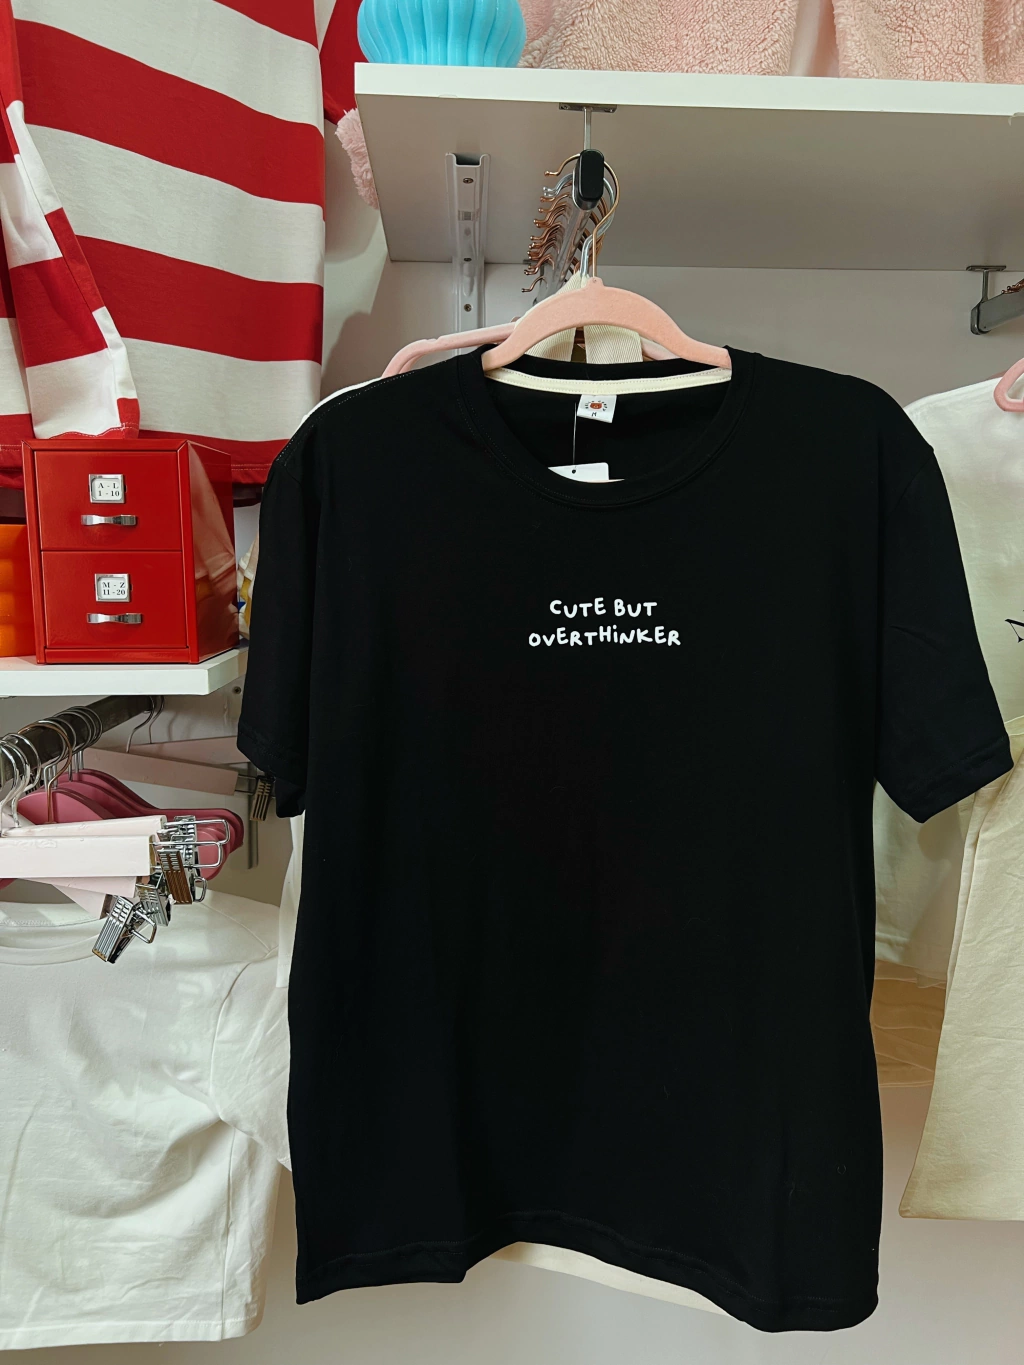 A - L
1 - 10
M - Z
11 - 20
M
CUTE BUT
OVERTHiNKER